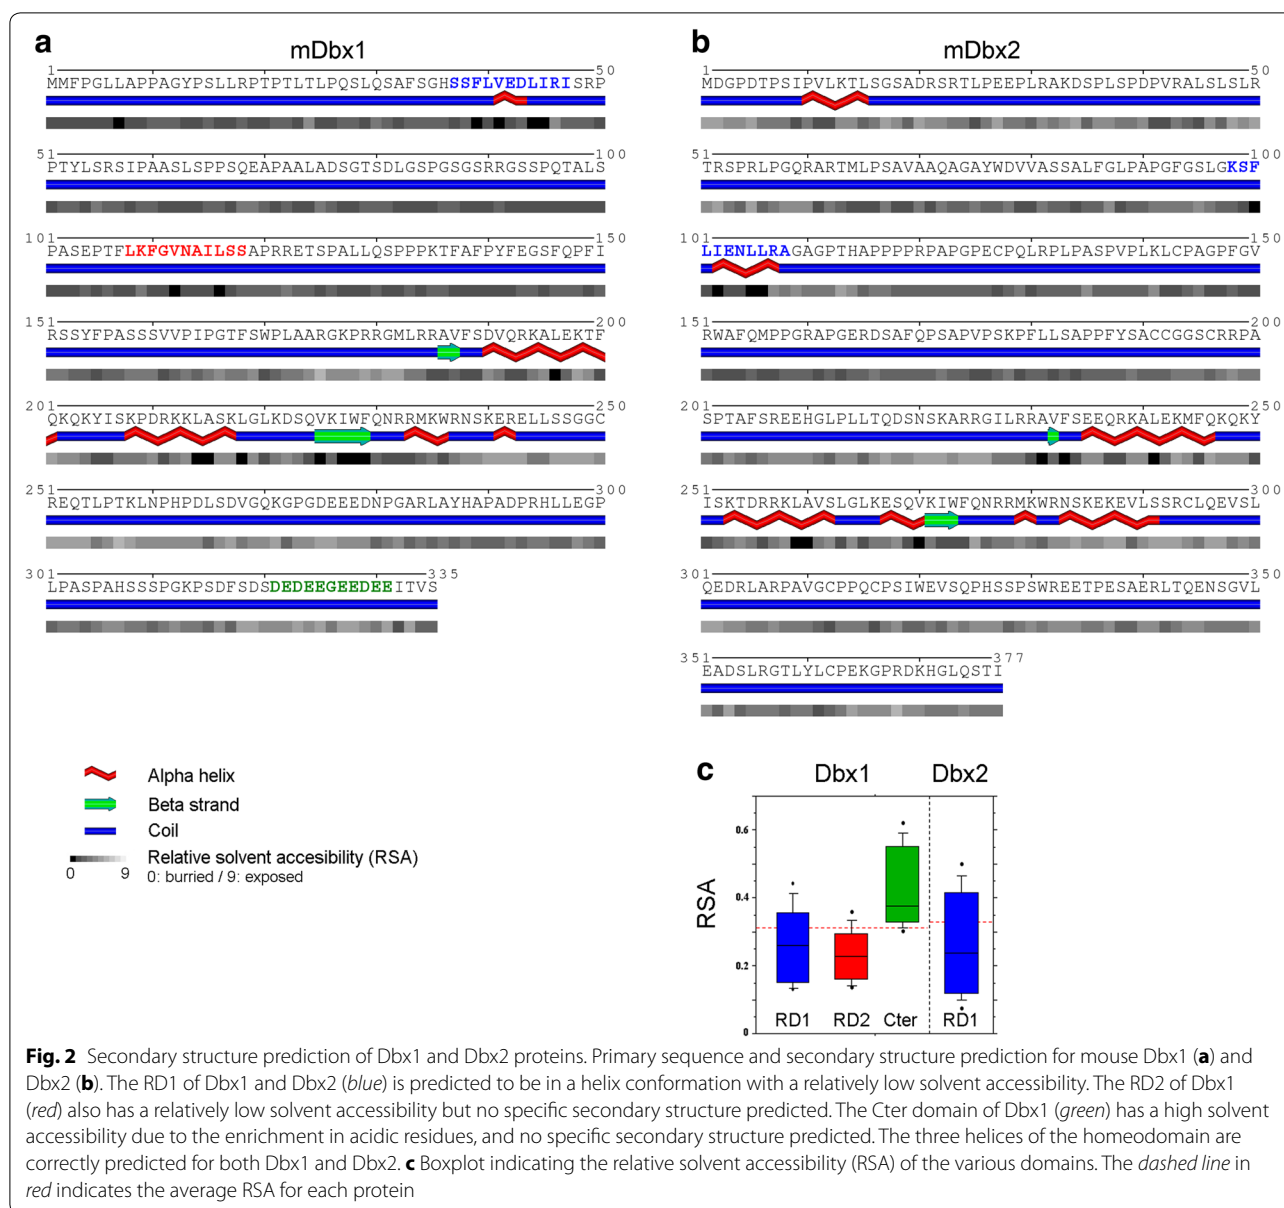 a
mDbx1
1 50
MMFPGLLAPPAGYPSLLRPTPTLTLPQSLQSAFSGHSSFLVEDLIRISRP
51 100
PTYLSRSIPAASLSPPSQEAPAALADSGTSDLGSPGSGSRRGSSPQTALS
101 150
PASEPTFLKFGVNAILSSAPRRETSPALLQSPPPKTFAFPYFEGSFQPFI
151 200
RSSYFPASSSVVPIPGTFSWPLAARGKPRRGMLRRAVFSDVQRKALEKTF
201 250
QKQKYISKPDRKKLASKLGLKDSQVKIWFQNRRMKWRNSKERELLSSGGC
251 300
REQTLPTKLNPHPDLSDVGQKGPGDEEEDNPGARLAYHAPADPRHLLEGP
301 335
LPASPAHSSSPGKPSDFSDSDEDEEGEEDEEITVS
b
mDbx2
1 50
MDGPDTPSIPVLKTLSGSADRSRTLPEEPLRAKDSPLSPDPVRALSLSLR
51 100
TRSPRLPGQRARTMLPSAVAAQAGAYWDVVASSALFGLPAPGFGSLGKSF
101 150
LIENLLRAGAGPTHAPPPPRPAPGPECPQLRPLPASPVPLKLCPAGPFGV
151 200
RWAFQMPPGRAPGERDSAFQPSAPVPSKPFLLSAPPFYSACCGGSCRRPA
201 250
SPTAFSREEHGLPLLTQDSNSKARRGILRRAVFSEEQRKALEKMFQKQKY
251 300
ISKTDRRKLAVSLGLKESQVKIWFQNRRMKWRNSKEKEVLSSRCLQEVSL
301 350
QEDRLARPAVGCPPQCPSIWEVSQPHSSPSWREETPESAERLTQENSGVL
351 377
EADSLRGTLYLCPEKGPRDKHGLQSTI
Alpha helix
Beta strand
Coil
Relative solvent accesibility (RSA)
0 9 0: burried / 9: exposed
c
Dbx1 Dbx2
RSA
0.6
0.4
0.2
0
RD1 RD2 Cter RD1
Fig. 2 Secondary structure prediction of Dbx1 and Dbx2 proteins. Primary sequence and secondary structure prediction for mouse Dbx1 (a) and
Dbx2 (b). The RD1 of Dbx1 and Dbx2 (blue) is predicted to be in a helix conformation with a relatively low solvent accessibility. The RD2 of Dbx1
(red) also has a relatively low solvent accessibility but no specific secondary structure predicted. The Cter domain of Dbx1 (green) has a high solvent
accessibility due to the enrichment in acidic residues, and no specific secondary structure predicted. The three helices of the homeodomain are
correctly predicted for both Dbx1 and Dbx2. c Boxplot indicating the relative solvent accessibility (RSA) of the various domains. The dashed line in
red indicates the average RSA for each protein